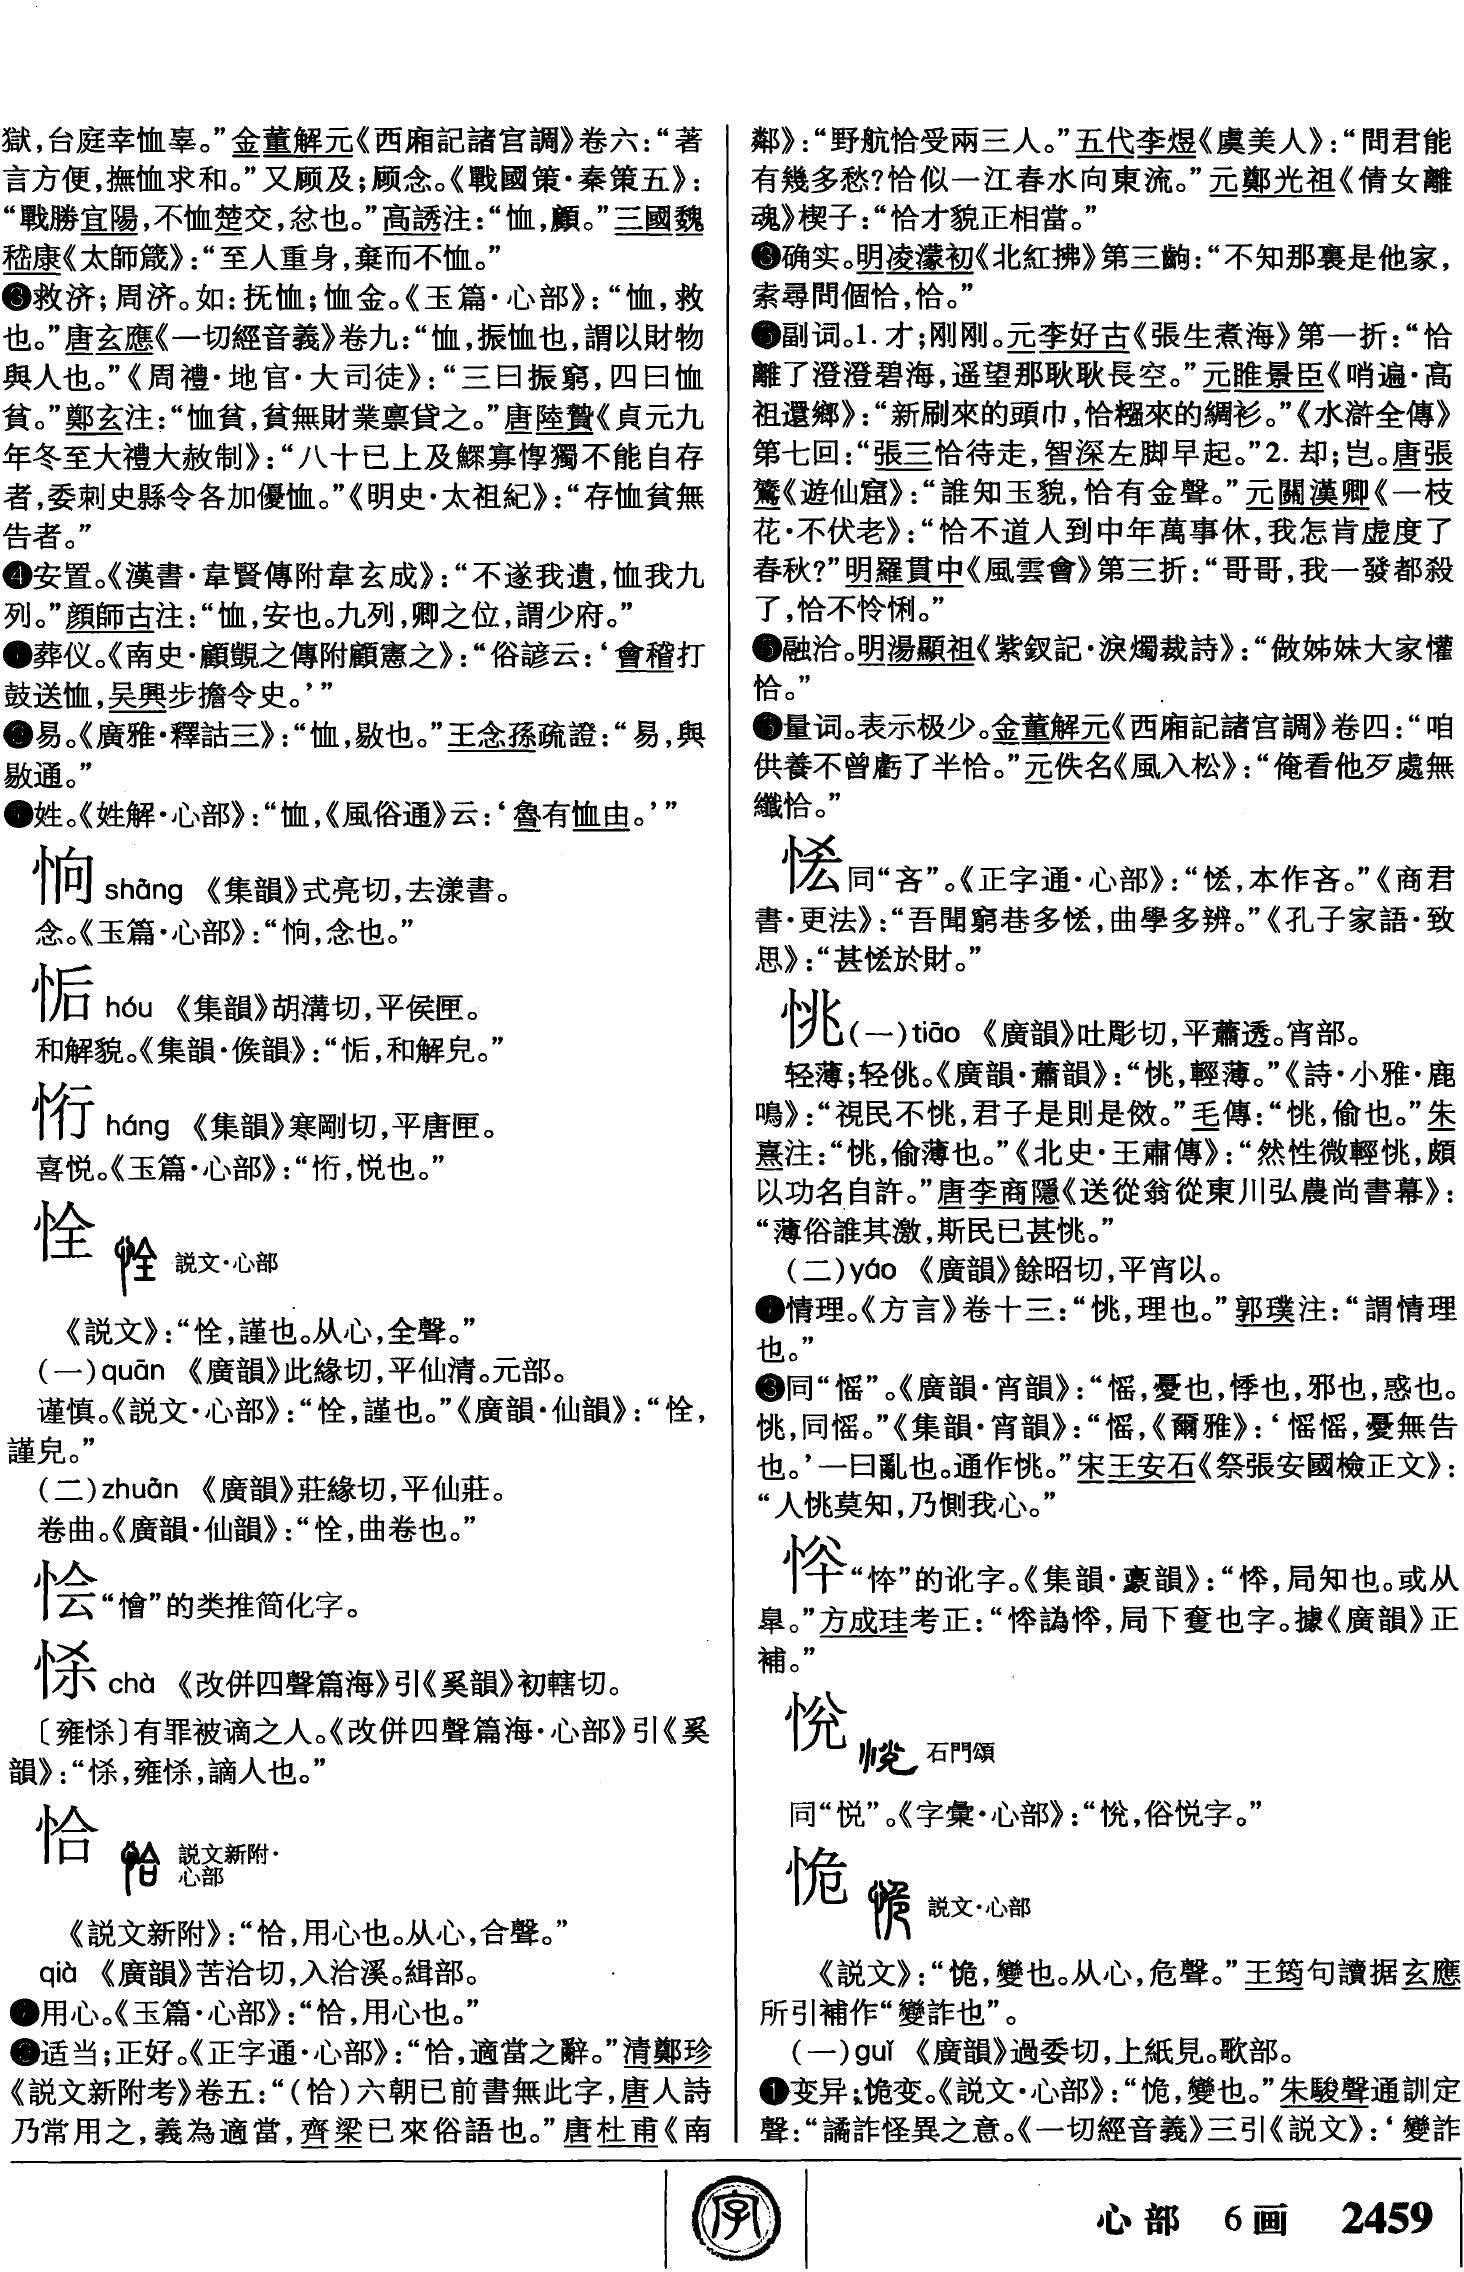 獄,台庭幸恤辜。”金董解元《西廂記諸宫調》卷六:“著
言方便,撫恤求和。”又顾及;顾念。《戰國策·秦策五》:
“戰勝宜陽,不恤楚交,忿也。”高誘注:“恤,顧。”三國魏
嵇康《太師箴》:“至人重身,棄而不恤。”
❸救济;周济。如:抚恤;恤金。《玉篇·心部》:“恤,救
也。”唐玄應《一切經音義》卷九:“恤,振恤也,謂以財物
與人也。”《周禮·地官·大司徒》:“三曰振窮,四曰恤
貧。”鄭玄注:“恤貧,貧無財業禀貸之。”唐陸贄《貞元九
年冬至大禮大赦制》:“八十已上及鰥寡惸獨不能自存
者,委刺史縣令各加優恤。”《明史·太祖紀》:“存恤貧無
告者。”
❹安置。《漢書·韋賢傳附韋玄成》:“不遂我遺,恤我九
列。”顔師古注:“恤,安也。九列,卿之位,謂少府。”
葬仪。《南史·顧覬之傳附顧憲之》:“俗諺云:‘會稽打
鼓送恤,吴興步擔令史。’”
易。《廣雅·釋詁三》:“恤,敡也。”王念孫疏證:“易,與
敡通。”
姓。《姓解·心部》:“恤,《風俗通》云:‘魯有恤由。’”
恦 shàng 《集韻》式亮切,去漾書。
念。《玉篇·心部》:“恦,念也。”
㤧 hóu 《集韻》胡溝切,平侯匣。
和解貌。《集韻·侯韻》:“㤧,和解皃。”
㤚 háng 《集韻》寒剛切,平唐匣。
喜悦。《玉篇·心部》:“㤚,悦也。”
恮 説文·心部
《説文》:“恮,謹也。从心,全聲。”
(一)quān 《廣韻》此緣切,平仙清。元部。
谨慎。《説文·心部》:“恮,謹也。”《廣韻·仙韻》:“恮,
謹皃。”
(二)zhuān 《廣韻》莊緣切,平仙莊。
卷曲。《廣韻·仙韻》:“恮,曲卷也。”
㤛“懀”的类推简化字。
㤞 chà 《改併四聲篇海》引《奚韻》初轄切。
〔雍㤞〕有罪被谪之人。《改併四聲篇海·心部》引《奚
韻》:“㤞,雍㤞,謫人也。”
恰 説文新附·
心部
《説文新附》:“恰,用心也。从心,合聲。”
qià 《廣韻》苦洽切,入洽溪。緝部。
用心。《玉篇·心部》:“恰,用心也。”
适当;正好。《正字通·心部》:“恰,適當之辭。”清鄭珍
《説文新附考》卷五:“(恰)六朝已前書無此字,唐人詩
乃常用之,義為適當,齊梁已來俗語也。”唐杜甫《南
鄰》:“野航恰受兩三人。”五代李煜《虞美人》:“問君能
有幾多愁?恰似一江春水向東流。”元鄭光祖《倩女離
魂》楔子:“恰才貌正相當。”
❸确实。明凌濛初《北紅拂》第三齣:“不知那裏是他家,
索尋問個恰,恰。”
副词。1. 才;刚刚。元李好古《張生煮海》第一折:“恰
離了澄澄碧海,遥望那耿耿長空。”元睢景臣《哨遍·高
祖還鄉》:“新刷來的頭巾,恰糨來的綢衫。”《水滸全傳》
第七回:“張三恰待走,智深左脚早起。”2. 却;岂。唐張
鷟《遊仙窟》:“誰知玉貌,恰有金聲。”元關漢卿《一枝
花·不伏老》:“恰不道人到中年萬事休,我怎肯虚度了
春秋?”明羅貫中《風雲會》第三折:“哥哥,我一發都殺
了,恰不怜悧。”
融洽。明湯顯祖《紫釵記·淚燭裁詩》:“做姊妹大家懽
恰。”
量词。表示极少。金董解元《西廂記諸宫調》卷四:“咱
供養不曾虧了半恰。”元佚名《風入松》:“俺看他歹處無
纖恰。”
恡同“吝”。《正字通·心部》:“恡,本作吝。”《商君
書·更法》:“吾聞窮巷多恡,曲學多辨。”《孔子家語·致
思》:“甚恡於財。”
恌(一)tiāo 《廣韻》吐彫切,平蕭透。宵部。
轻薄;轻佻。《廣韻·蕭韻》:“恌,輕薄。”《詩·小雅·鹿
鳴》:“視民不恌,君子是則是傚。”毛傳:“恌,偷也。”朱
熹注:“恌,偷薄也。”《北史·王肅傳》:“然性微輕恌,頗
以功名自許。”唐李商隱《送從翁從東川弘農尚書幕》:
“薄俗誰其激,斯民已甚恌。”
(二)yáo 《廣韻》餘昭切,平宵以。
情理。《方言》卷十三:“恌,理也。”郭璞注:“謂情理
也。”
同“愮”。《廣韻·宵韻》:“愮,憂也,悸也,邪也,惑也。
恌,同愮。”《集韻·宵韻》:“愮,《爾雅》:‘愮愮,憂無告
也。’一曰亂也。通作恌。”宋王安石《祭張安國檢正文》:
“人恌莫知,乃惻我心。”
“㤓”的讹字。《集韻·豪韻》:“局知也。或从
皋。”方成珪考正:“局下奪也字。據《廣韻》正
補。”
恱 石門頌
同“悦”。《字彙·心部》:“恱,俗悦字。”
恑 説文·心部
《説文》:“恑,變也。从心,危聲。”王筠句讀据玄應
所引補作“變詐也”。
(一)guǐ 《廣韻》過委切,上紙見。歌部。
❶变异;诡变。《説文·心部》:“恑,變也。”朱駿聲通訓定
聲:“譎詐怪異之意。《一切經音義》三引《説文》:‘變詐
字
心部 6画 2459